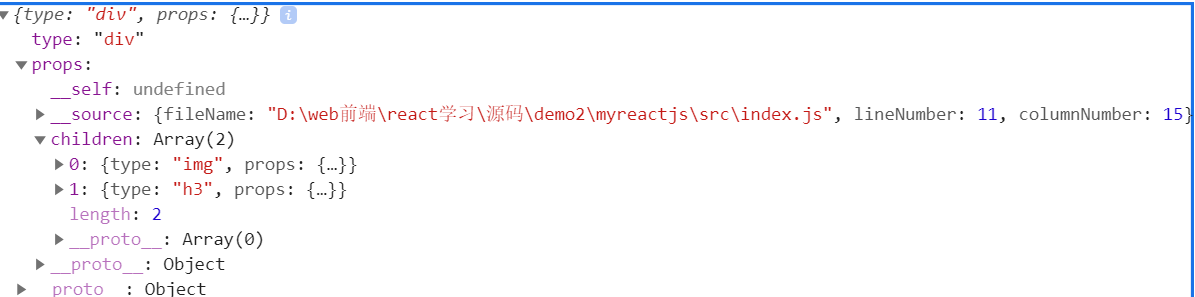 {type: "div", props: {…}} i
type: "div"
props:
__self: undefined
__source: {fileName: "D:\web前端\react学习\源码\demo2\myreactjs\src\index.js", lineNumber: 11, columnNumber: 15}
children: Array(2)
0: {type: "img", props: {…}}
1: {type: "h3", props: {…}}
length: 2
__proto__: Array(0)
__proto__: Object
__proto__: Object